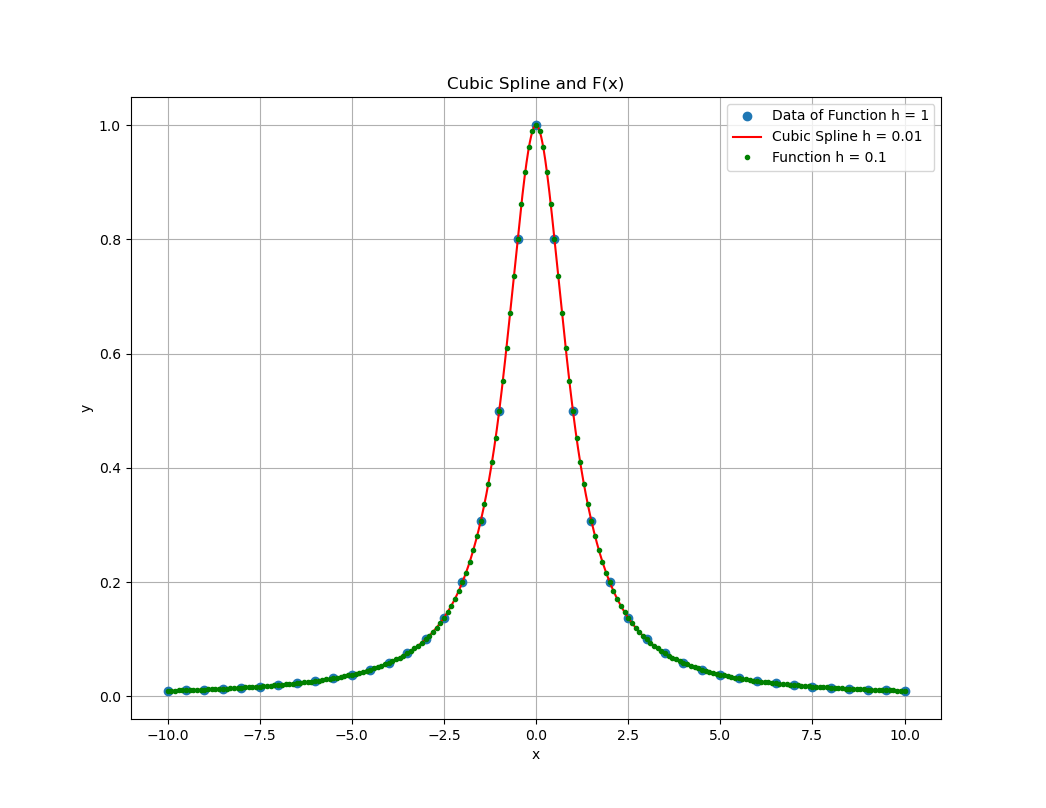 Cubic Spline and F(x)
Data of Function h = 1
Cubic Spline h = 0.01
Function h = 0.1
1.0
0.8
0.6
0.4
0.2
0.0
y
−10.0 −7.5 −5.0 −2.5 0.0 2.5 5.0 7.5 10.0
x